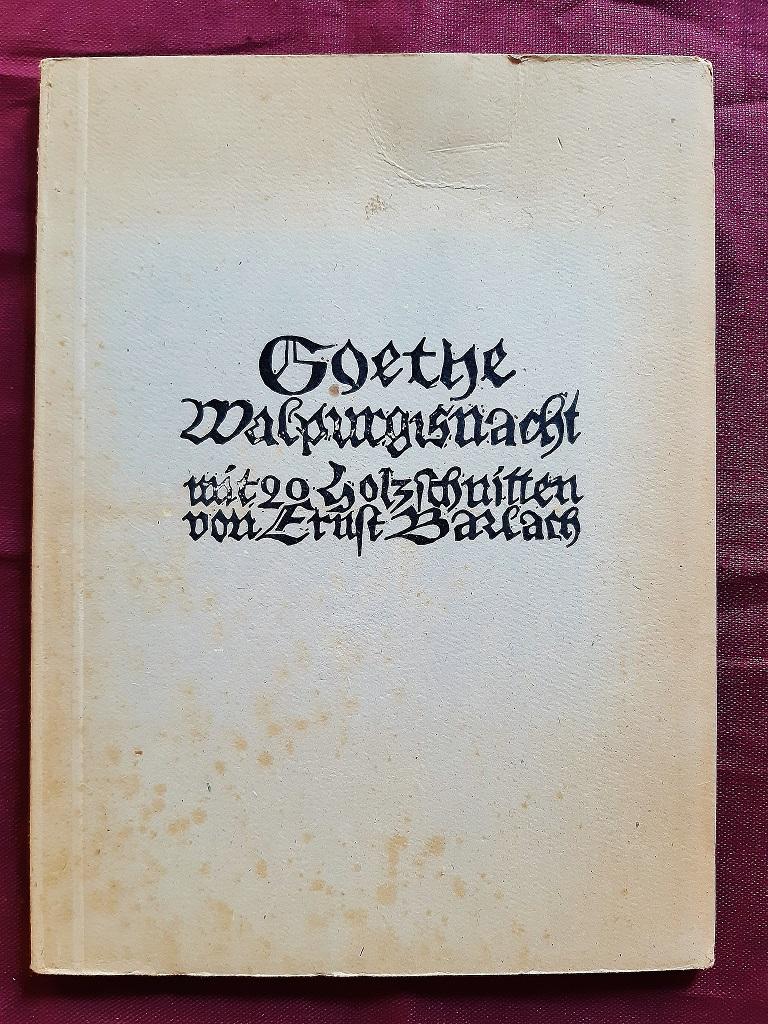 Goethe
Walpurgisnacht
mit 20 Holzschnitten
von Ernst Barlach